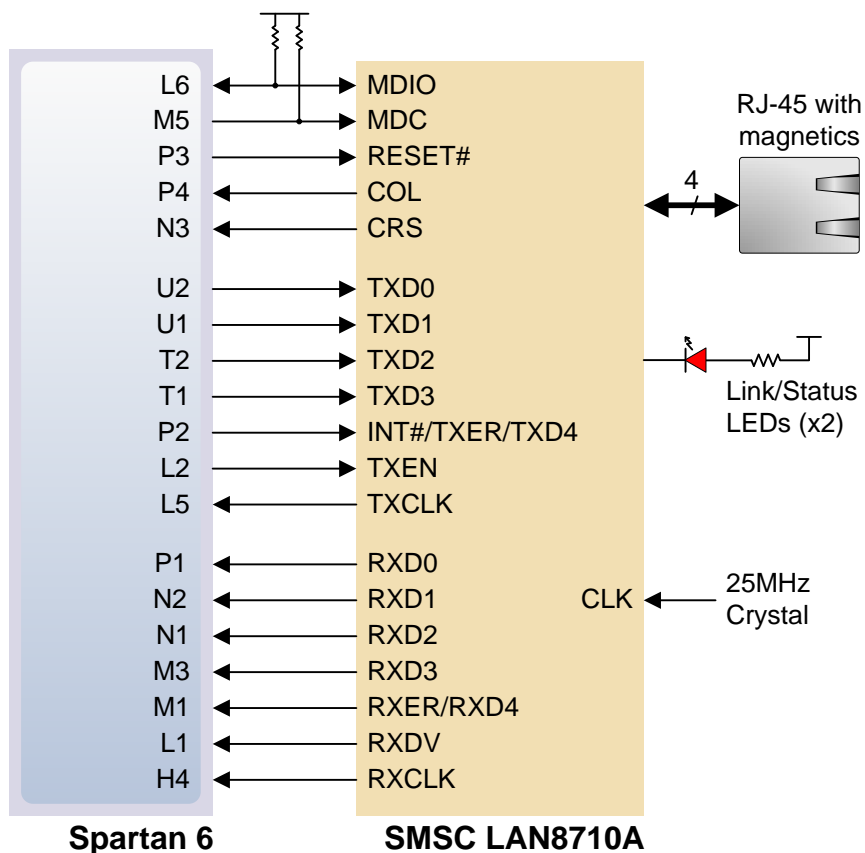 L6 MDIO
M5 MDC
P3 RESET#
P4 COL
N3 CRS
U2 TXD0
U1 TXD1
T2 TXD2
T1 TXD3
P2 INT#/TXER/TXD4
L2 TXEN
L5 TXCLK
P1 RXD0
N2 RXD1
N1 RXD2
M3 RXD3
M1 RXER/RXD4
L1 RXDV
H4 RXCLK
CLK
RJ-45 with
magnetics
4
Link/Status
LEDs (x2)
25MHz
Crystal
Spartan 6
SMSC LAN8710A